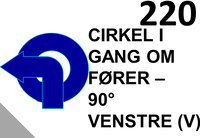 220
CIRKEL I
GANG OM
FØRER –
90°
VENSTRE (V)